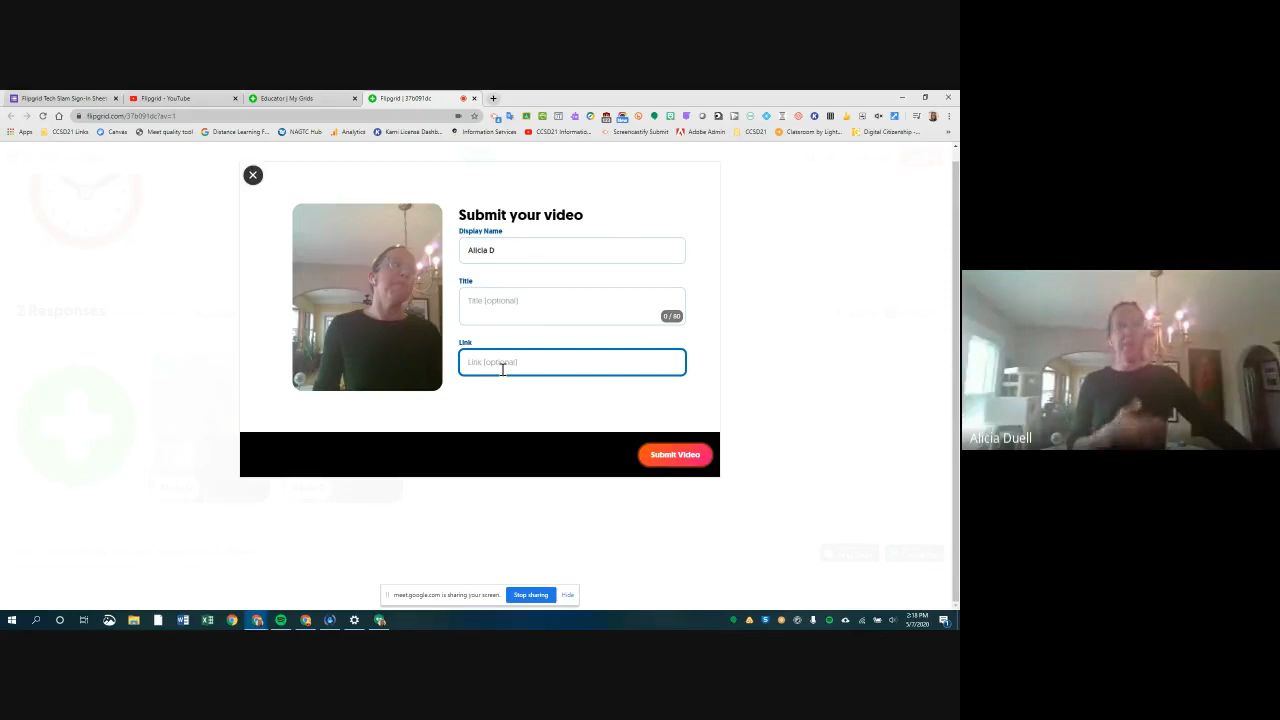 Flipgrid Tech Slam Sign-In Sheet
Flipgrid - YouTube
Educator | My Grids
Flipgrid | 37b091dc
flipgrid.com/37b091dc?av=1
Apps
CCSD21 Links
Canvas
Meet quality tool
Distance Learning F...
NAGTC Hub
Analytics
Kami License Dashb...
Information Services
CCSD21 Informatio...
Screencastify Submit
Adobe Admin
CCSD21
Classroom by Light...
Digital Citizenship -...
Submit your video
Display Name
Alicia D
Title
Title (optional)
0 / 60
2 Responses
Link
Link (optional)
Alicia Duell
Submit Video
meet.google.com is sharing your screen.
Stop sharing
Hide
2:18 PM
5/7/2020